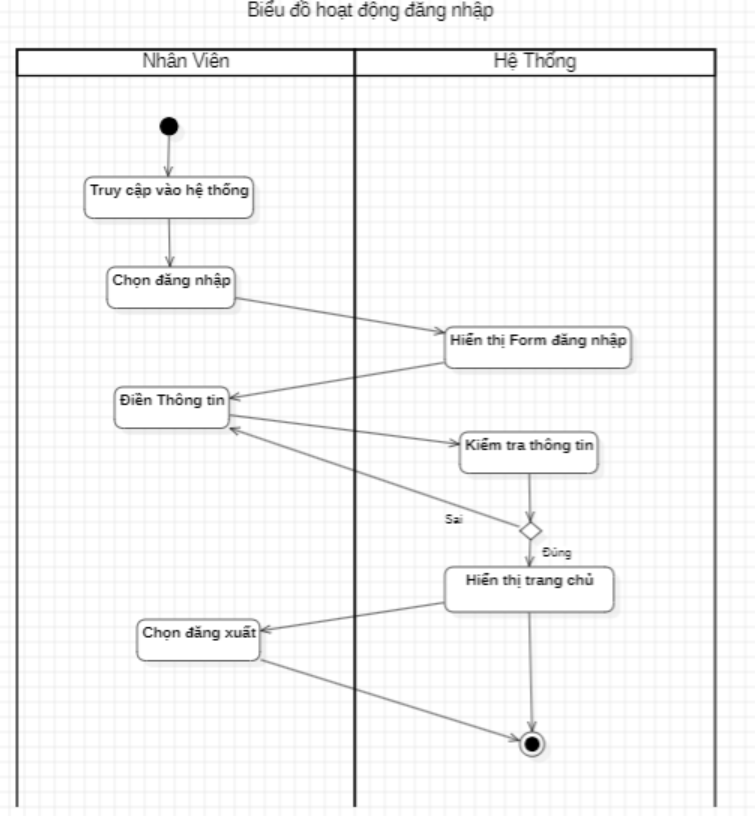 Biểu đồ hoạt động đăng nhập
Nhân Viên
Hệ Thống
Truy cập vào hệ thống
Chọn đăng nhập
Hiển thị Form đăng nhập
Điền Thông tin
Kiểm tra thông tin
Sai
Đúng
Hiển thị trang chủ
Chọn đăng xuất